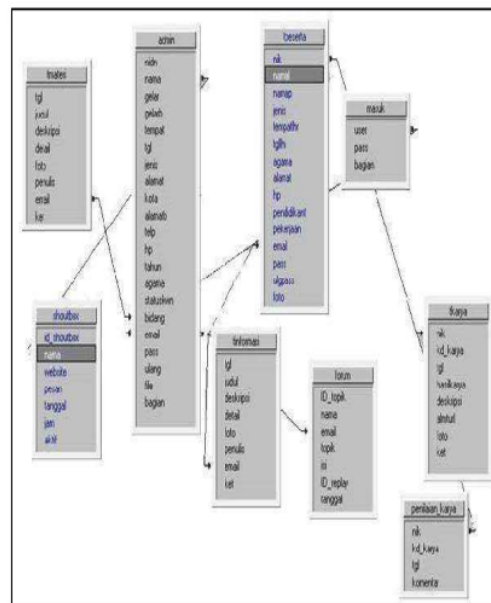 admin
nidn
nama
gelar
gelarb
tempat
tgl
jenis
alamat
kota
alamatb
telp
hp
tahun
agama
statuskwn
bidang
email
pass
ulang
file
bagian
tmateri
tgl
judul
deskripsi
detail
foto
penulis
email
ket
tpeserta
nik
namal
namap
jenis
tempatlhr
tgllhr
agama
alamat
hp
pendidikant
pekerjaan
email
pass
ulgpass
foto
masuk
user
pass
bagian
shoutbox
id_shoutbox
nama
website
pesan
tanggal
jam
aktif
tinformasi
tgl
judul
deskripsi
detail
foto
penulis
email
ket
forum
ID_topik
nama
email
topik
isi
ID_replay
tanggal
tkarya
nik
kd_karya
tgl
hasilkarya
deskripsi
almturl
foto
ket
penilaian_karya
nik
kd_karya
tgl
komentar